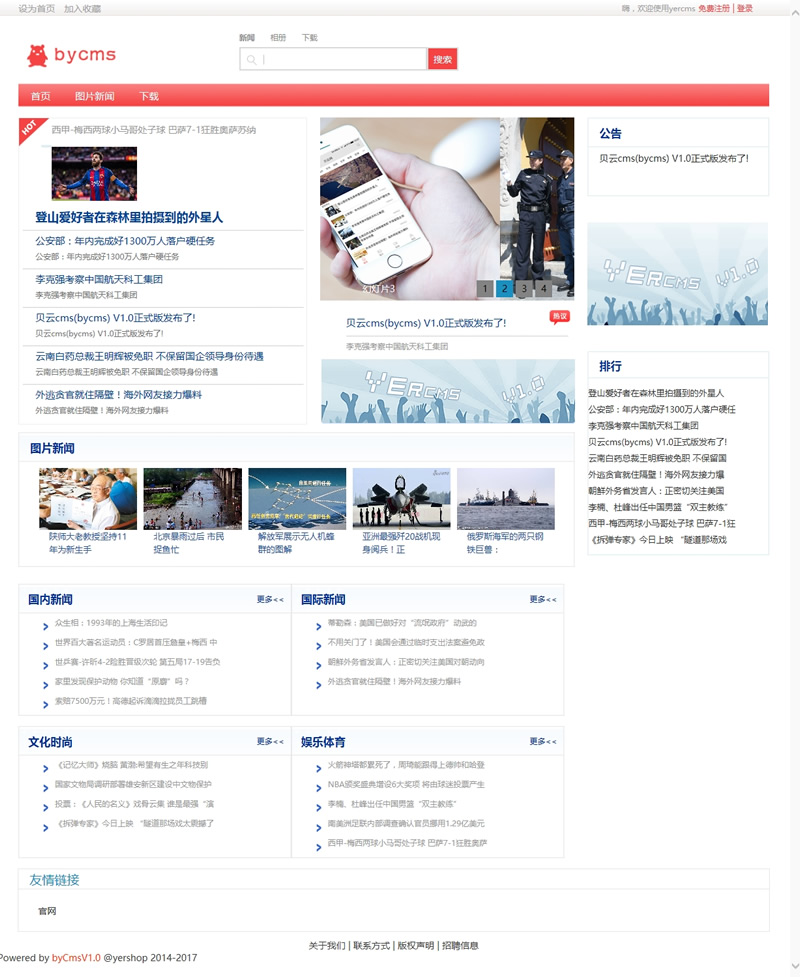 设为首页 加入收藏
嗨，欢迎使用yercms 免费注册 | 登录
bycms
新闻 相册 下载
搜索
首页 图片新闻 下载
HOT
西甲-梅西两球小马哥处子球 巴萨7-1狂胜奥萨苏纳
登山爱好者在森林里拍摄到的外星人
公安部：年内完成好1300万人落户硬任务
公安部：年内完成好1300万人落户硬任务
李克强考察中国航天科工集团
李克强考察中国航天科工集团
贝云cms(bycms) V1.0正式版发布了!
贝云cms(bycms) V1.0正式版发布了!
云南白药总裁王明辉被免职 不保留国企领导身份待遇
云南白药总裁王明辉被免职 不保留国企领导身份待遇
外逃贪官就住隔壁！海外网友接力爆料
外逃贪官就住隔壁！海外网友接力爆料
幻灯片3
1 2 3 4
贝云cms(bycms) V1.0正式版发布了!
热议
李克强考察中国航天科工集团
YERCMS V1.0
公告
贝云cms(bycms) V1.0正式版发布了!
YERCMS V1.0
排行
登山爱好者在森林里拍摄到的外星人
公安部：年内完成好1300万人落户硬任
李克强考察中国航天科工集团
贝云cms(bycms) V1.0正式版发布了!
云南白药总裁王明辉被免职 不保留国
外逃贪官就住隔壁！海外网友接力爆
朝鲜外务省发言人：正密切关注美国
李楠、杜峰出任中国男篮 “双主教练”
西甲-梅西两球小马哥处子球 巴萨7-1狂
《拆弹专家》今日上映 “隧道那场戏
图片新闻
陕师大老教授坚持11
年为新生手
北京暴雨过后 市民
捉鱼忙
解放军展示无人机蜂
群的图解
亚洲最强歼20战机现
身阅兵！正
俄罗斯海军的两只钢
铁巨兽：
国内新闻 更多<<
众生相：1993年的上海生活印记
世界百大著名运动员：C罗居首压詹皇+梅西 中
世乒赛-许昕4-2险胜晋级次轮 第五局17-19告负
家里发现保护动物 你知道“原麝”吗？
索赔7500万元！高德起诉滴滴拉拢员工跳槽
国际新闻 更多<<
蒂勒森：美国已做好对“流氓政府”动武的
不用关门了！美国会通过临时支出法案避免政
朝鲜外务省发言人：正密切关注美国对朝动向
外逃贪官就住隔壁！海外网友接力爆料
文化时尚 更多<<
《记忆大师》烧脑 黄渤:希望有生之年科技别
国家文物局调研部署雄安新区建设中文物保护
投票：《人民的名义》戏骨云集 谁是最强“演
《拆弹专家》今日上映 “隧道那场戏太震撼了
娱乐体育 更多<<
火箭神塔都累死了，周琦能跟得上德帅和哈登
NBA颁奖盛典增设6大奖项 将由球迷投票产生
李楠、杜峰出任中国男篮 “双主教练”
南美洲足联内部调查确认官员挪用1.29亿美元
西甲-梅西两球小马哥处子球 巴萨7-1狂胜奥萨
友情链接
官网
关于我们 | 联系方式 | 版权声明 | 招聘信息
Powered by byCmsV1.0 @yershop 2014-2017